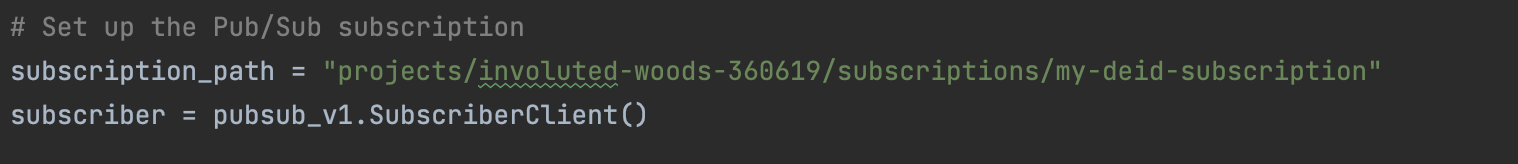 # Set up the Pub/Sub subscription
subscription_path = "projects/involuted-woods-360619/subscriptions/my-deid-subscription"
subscriber = pubsub_v1.SubscriberClient()